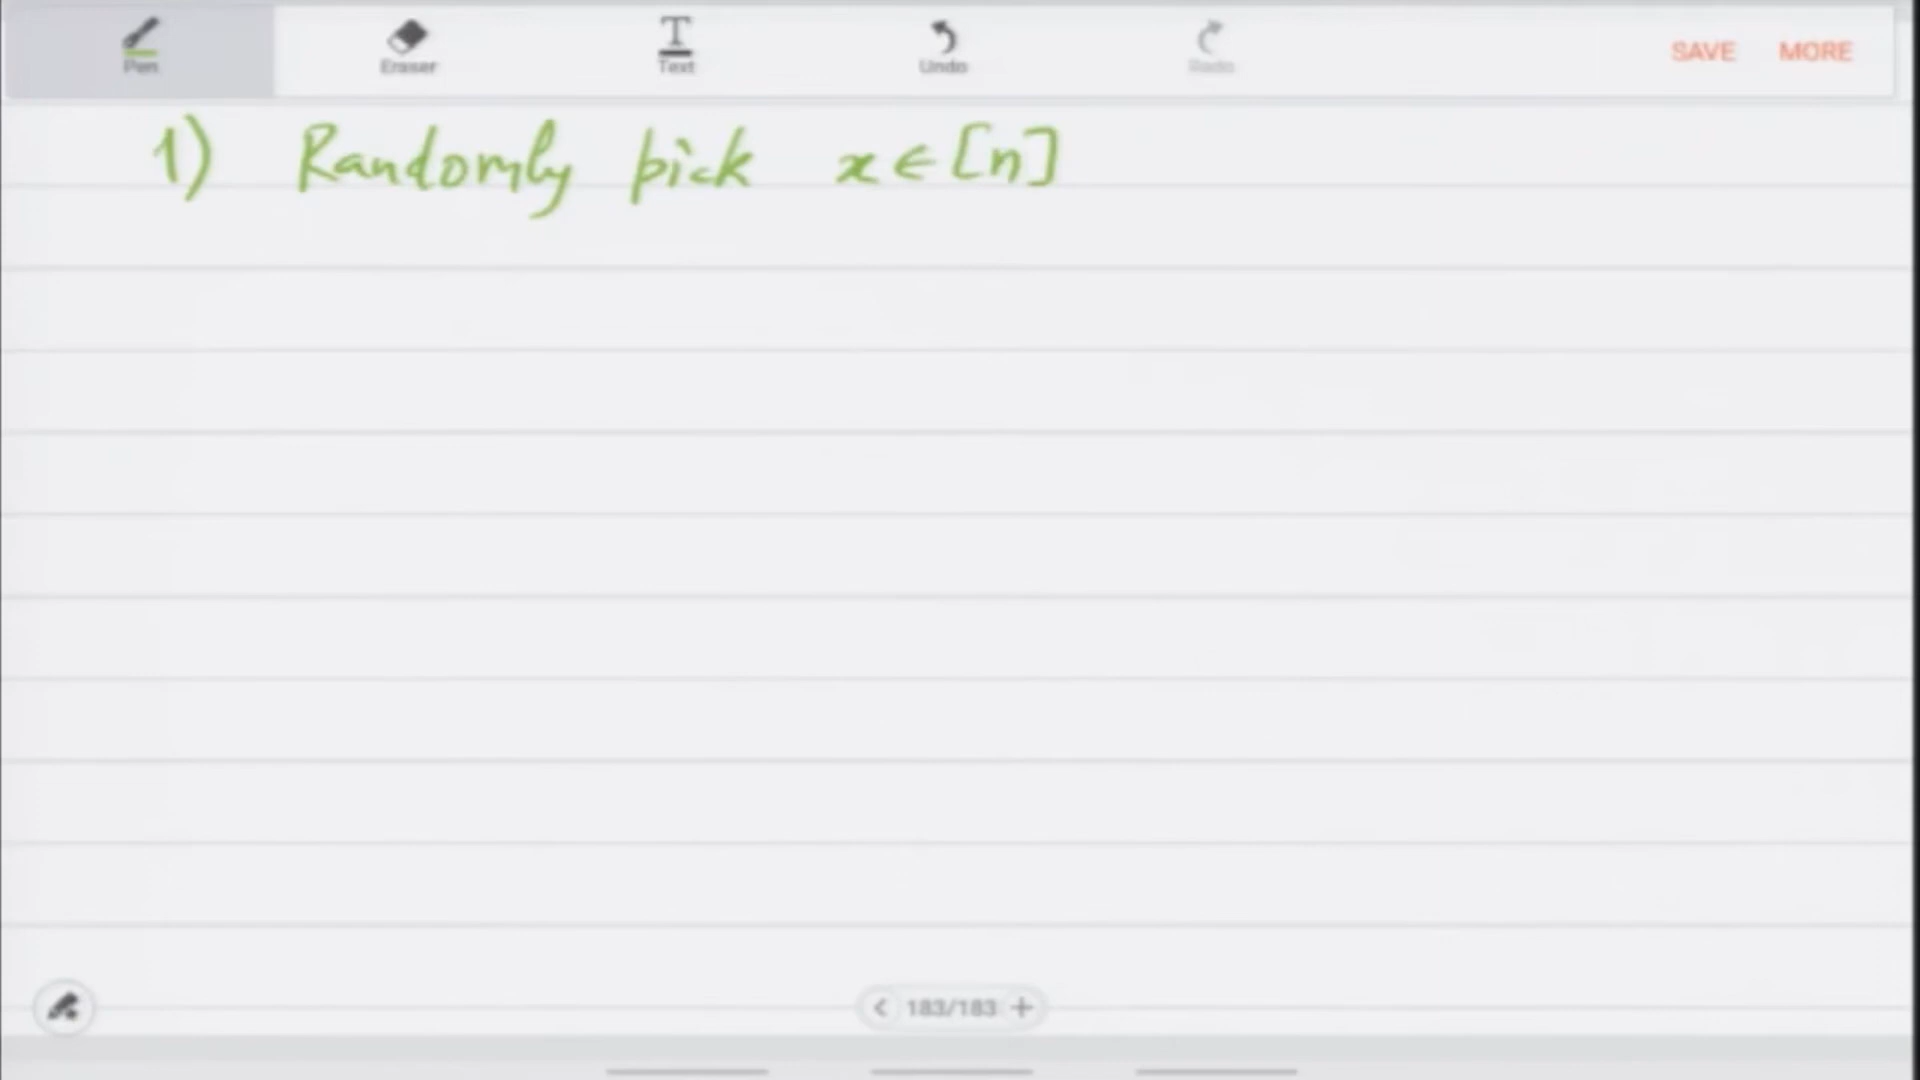 Pen Eraser Text Undo Redo SAVE MORE
1) Randomly pick x ∈ [n]
< 183/183 +